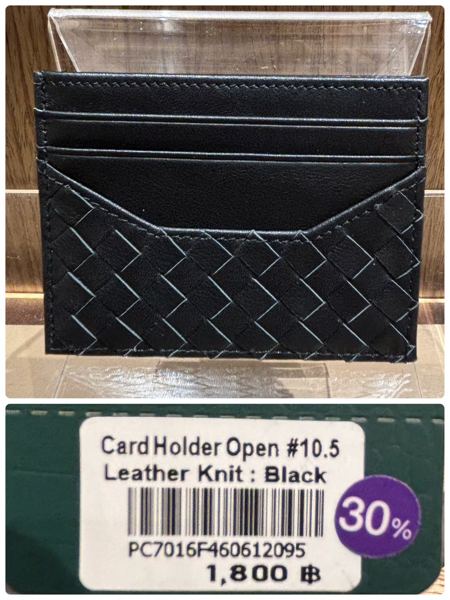 Card Holder Open #10.5
Leather Knit : Black
30%
PC7016F460612095
1,800 ฿